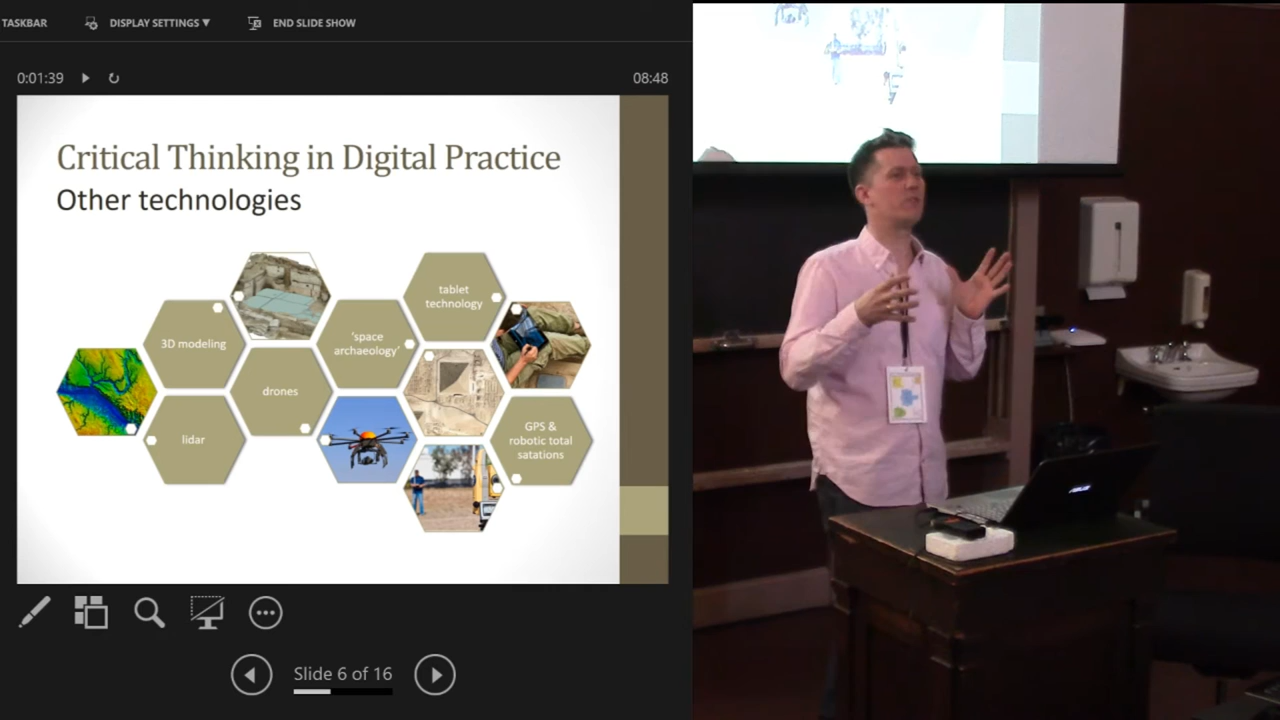 TASKBAR
DISPLAY SETTINGS ▼
END SLIDE SHOW
0:01:39
08:48
Critical Thinking in Digital Practice
Other technologies
tablet
technology
3D modeling
'space
archaeology'
drones
lidar
GPS &
robotic total
satations
Slide 6 of 16
ASUS